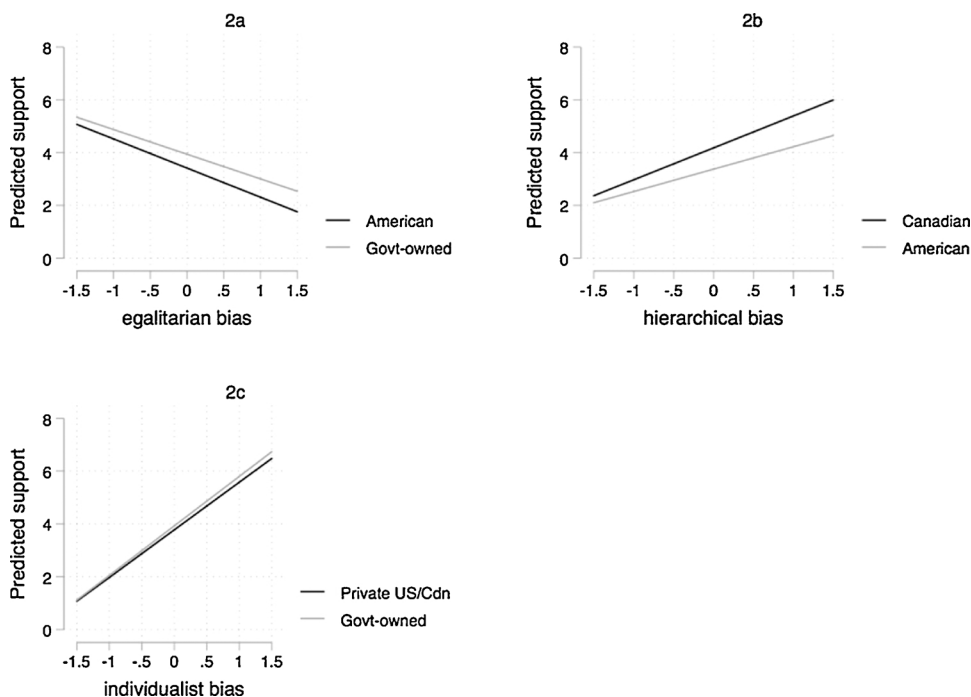 2a
8
6
4
2
0
Predicted support
-1.5 -1 -.5 0 .5 1 1.5
egalitarian bias
American
Govt-owned
2b
8
6
4
2
0
Predicted support
-1.5 -1 -.5 0 .5 1 1.5
hierarchical bias
Canadian
American
2c
8
6
4
2
0
Predicted support
-1.5 -1 -.5 0 .5 1 1.5
individualist bias
Private US/Cdn
Govt-owned